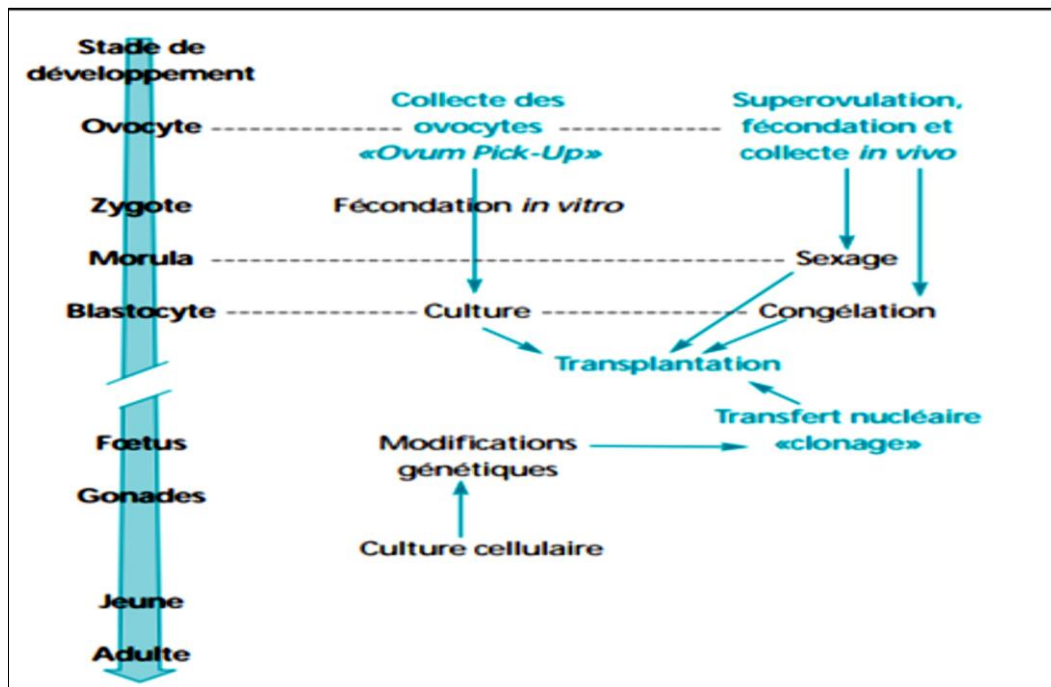 Stade de
développement
Collecte des
ovocytes
«Ovum Pick-Up»
Superovulation,
fécondation et
collecte in vivo
Ovocyte
Zygote
Fécondation in vitro
Morula
Sexage
Blastocyte
Culture
Congélation
Transplantation
Transfert nucléaire
«clonage»
Fœtus
Modifications
génétiques
Gonades
Culture cellulaire
Jeune
Adulte